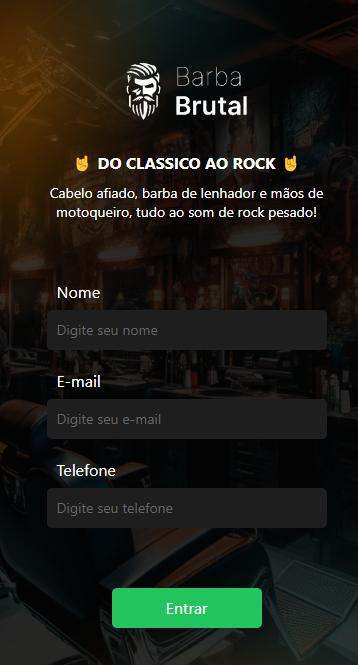 Barba
Brutal
🤘 DO CLASSICO AO ROCK 🤘
Cabelo afiado, barba de lenhador e mãos de
motoqueiro, tudo ao som de rock pesado!
Nome
Digite seu nome
E-mail
Digite seu e-mail
Telefone
Digite seu telefone
Entrar